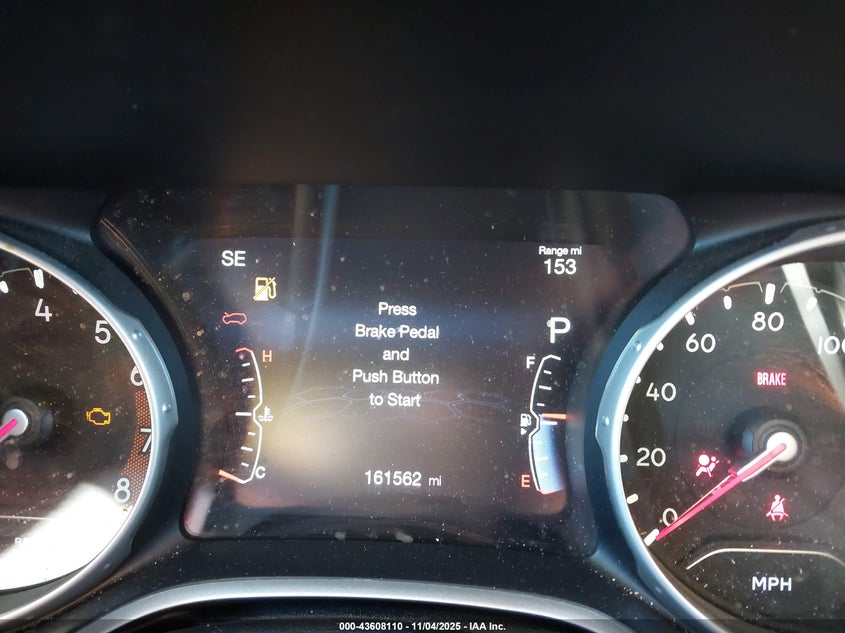 SE
Range mi
153
Press
Brake Pedal
and
Push Button
to Start
P
H
C
F
E
161562 mi
4
5
6
7
8
0
20
40
60
80
100
BRAKE
MPH
000-43608110 - 11/04/2025 - IAA Inc.